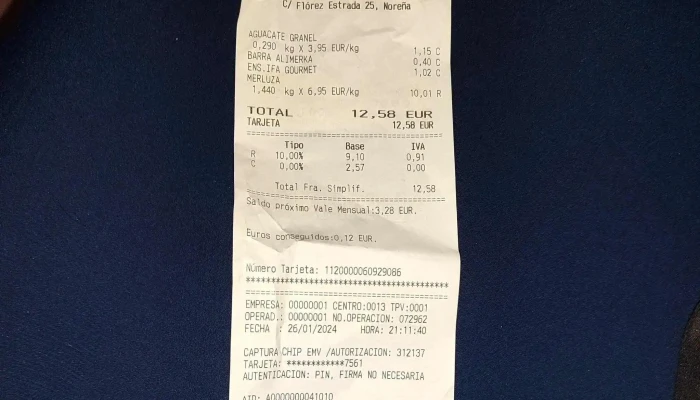 C/ Flórez Estrada 25, Noreña
AGUACATE GRANEL
0,290 kg X 3,95 EUR/kg 1,15 C
BARRA ALIMERKA 0,40 C
ENS.IFA GOURMET 1,02 C
MERLUZA
1,440 kg X 6,95 EUR/kg 10,01 R
TOTAL 12,58 EUR
TARJETA 12,58 EUR
Tipo Base IVA
R 10.00% 9,10 0,91
C 0.00% 2,57 0,00
Total Fra. Simplif. 12,58
Saldo próximo Vale Mensual:3,28 EUR.
Euros conseguidos:0,12 EUR.
Número Tarjeta: 1120000060929086
EMPRESA: 00000001 CENTRO:0013 TPV:0001
OPERAD.: 00000001 NO.OPERACION: 072962
FECHA : 26/01/2024 HORA: 21:11:40
CAPTURA CHIP EMV /AUTORIZACION: 312137
TARJETA: ************7561
AUTENTICACION: PIN, FIRMA NO NECESARIA
AID: A0000000041010